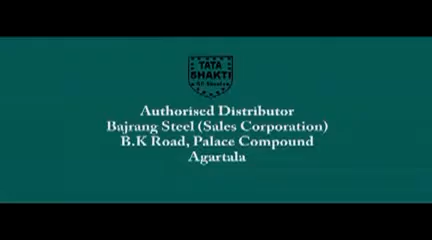 TATA
SHAKTI
Authorised Distributor
Bajrang Steel (Sales Corporation)
B.K Road, Palace Compound
Agartala